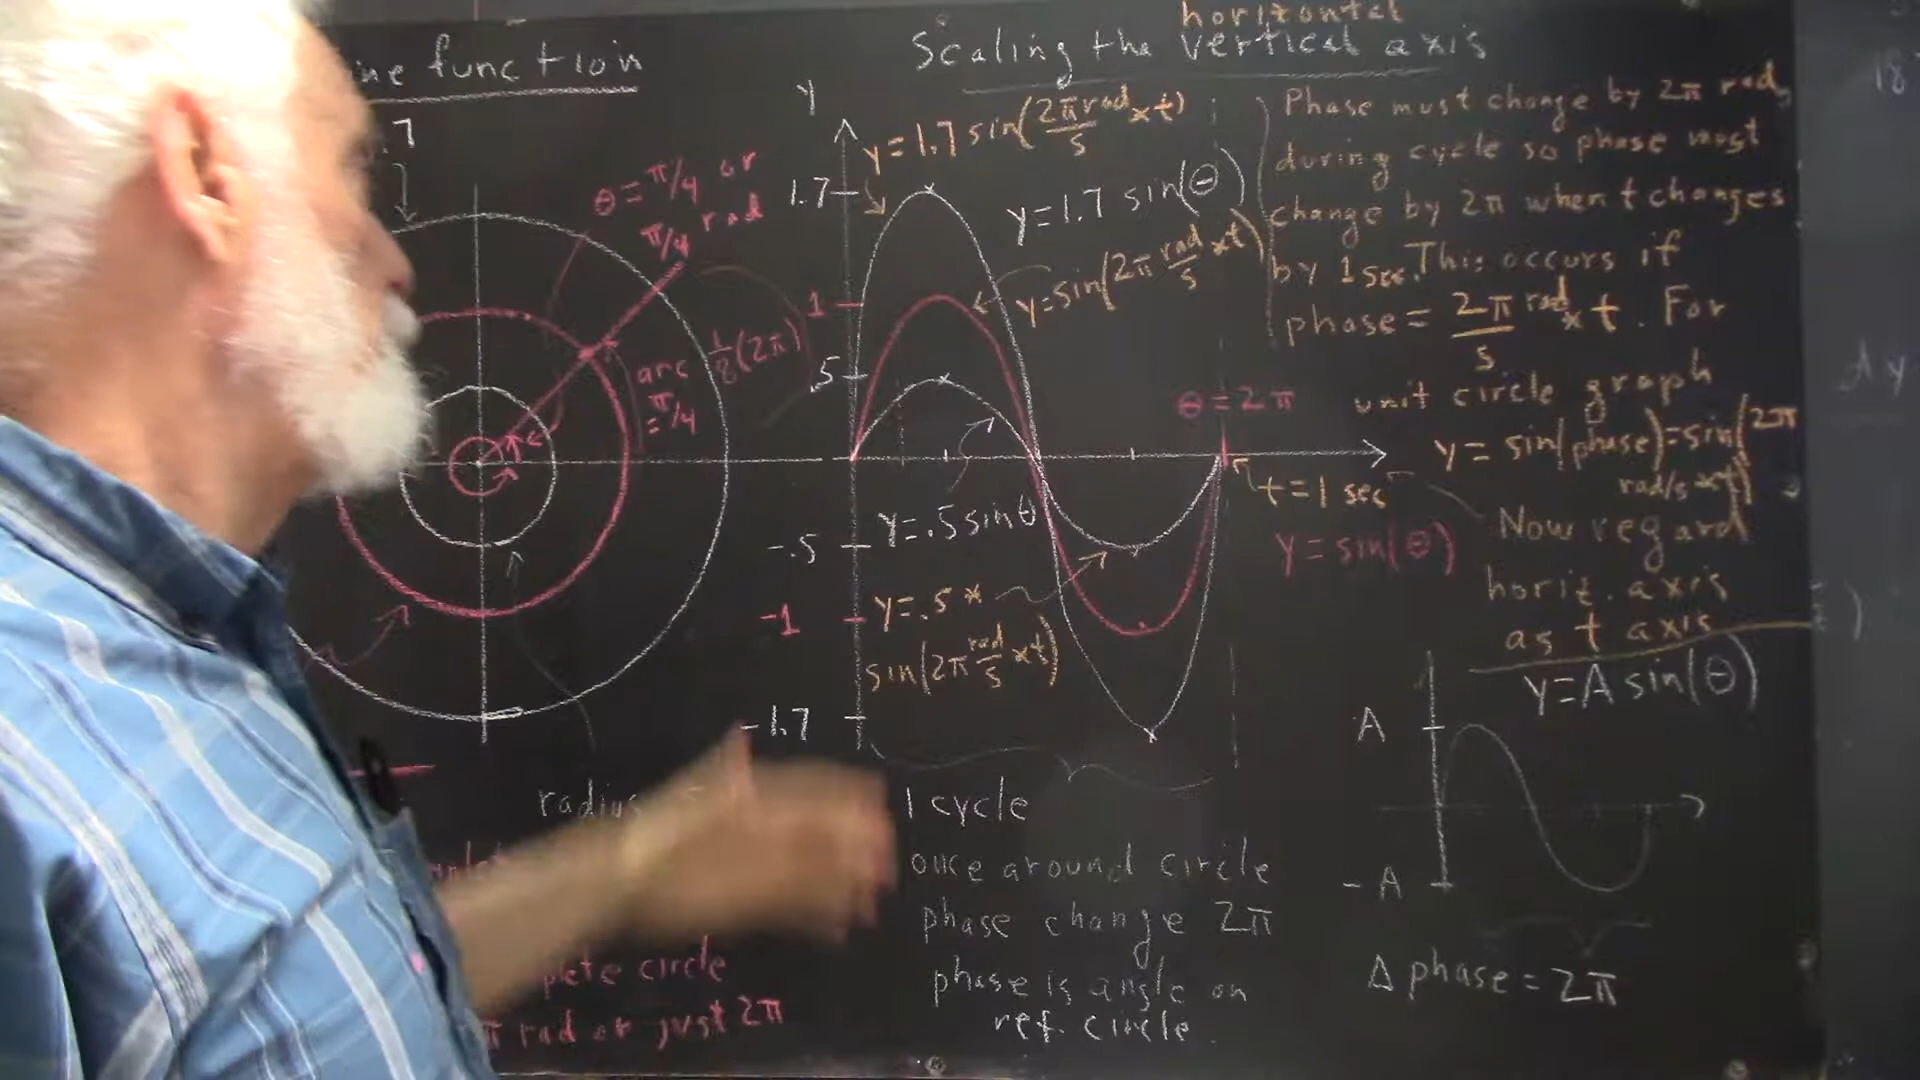 ine function
.7
θ = π/4 or
π/4 rad
arc 1/8(2π)
= π/4
radius
plete circle
π rad or just 2π
horizontal
Scaling the vertical axis
y
y=1.7 sin(2π rad/s × t)
1.7
y=1.7 sin(θ)
y=sin(2π rad/s × t)
1
.5
θ = 2π
t = 1 sec
y = sin(θ)
y=.5 sin θ
-.5
y=.5 *
sin(2π rad/s × t)
-1
-1.7
1 cycle
once around circle
phase change 2π
phase is angle on
ref. circle.
Phase must change by 2π rad
during cycle so phase must
change by 2π when t changes
by 1 sec. This occurs if
phase = 2π rad/s × t. For
unit circle graph
y = sin(phase)=sin(2π
rad/s * t)
Now regard
horiz. axis
as t axis
y=A sin(θ)
A
-A
Δ phase = 2π
18